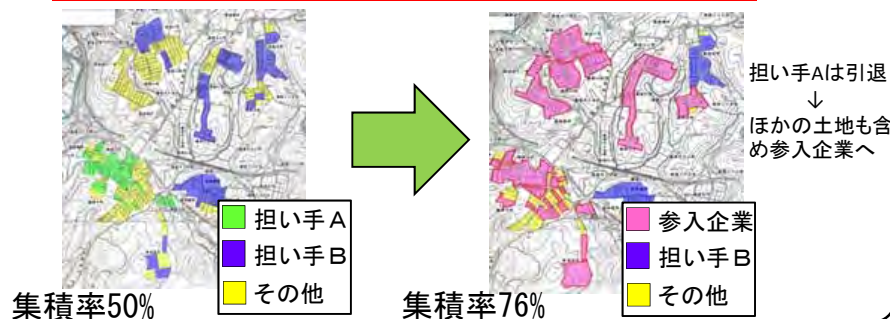 担い手Aは引退
↓
ほかの土地も含
め参入企業へ
担い手A
担い手B
その他
参入企業
担い手B
その他
集積率50%
集積率76%